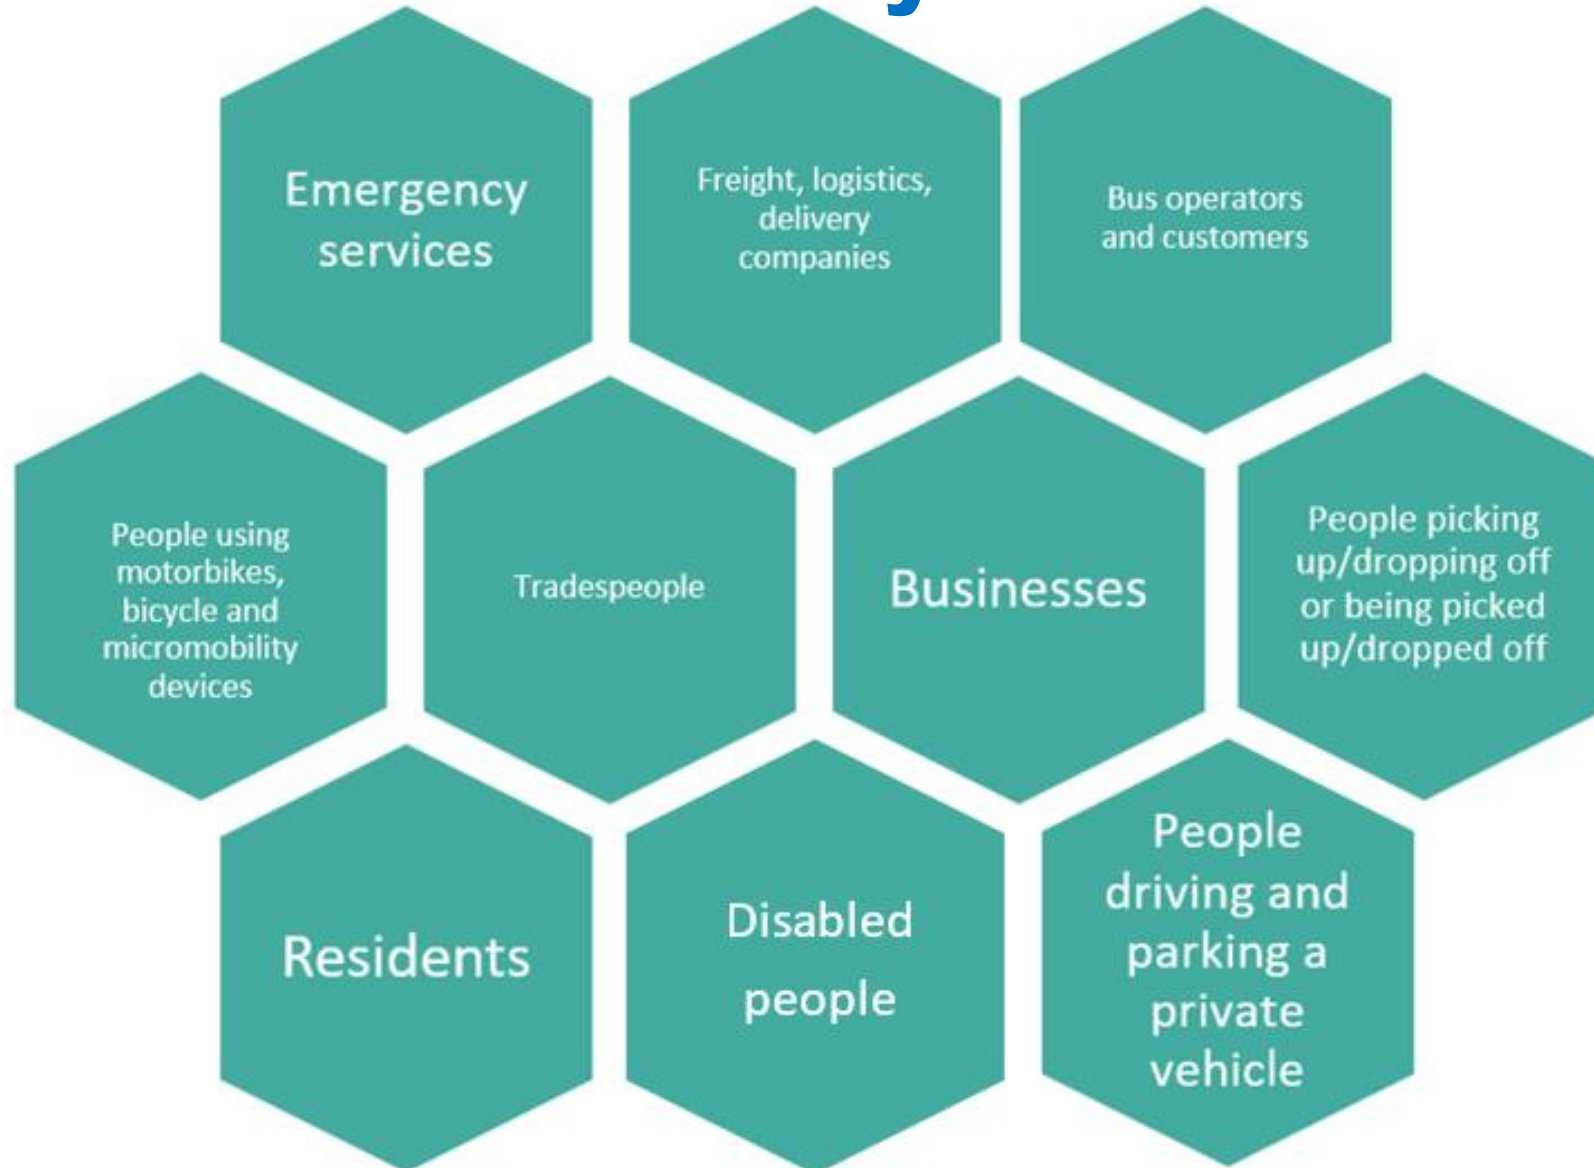 Emergency
services
Freight, logistics,
delivery
companies
Bus operators
and customers
People using
motorbikes,
bicycle and
micromobility
devices
Tradespeople
Businesses
People picking
up/dropping off
or being picked
up/dropped off
Residents
Disabled
people
People
driving and
parking a
private
vehicle